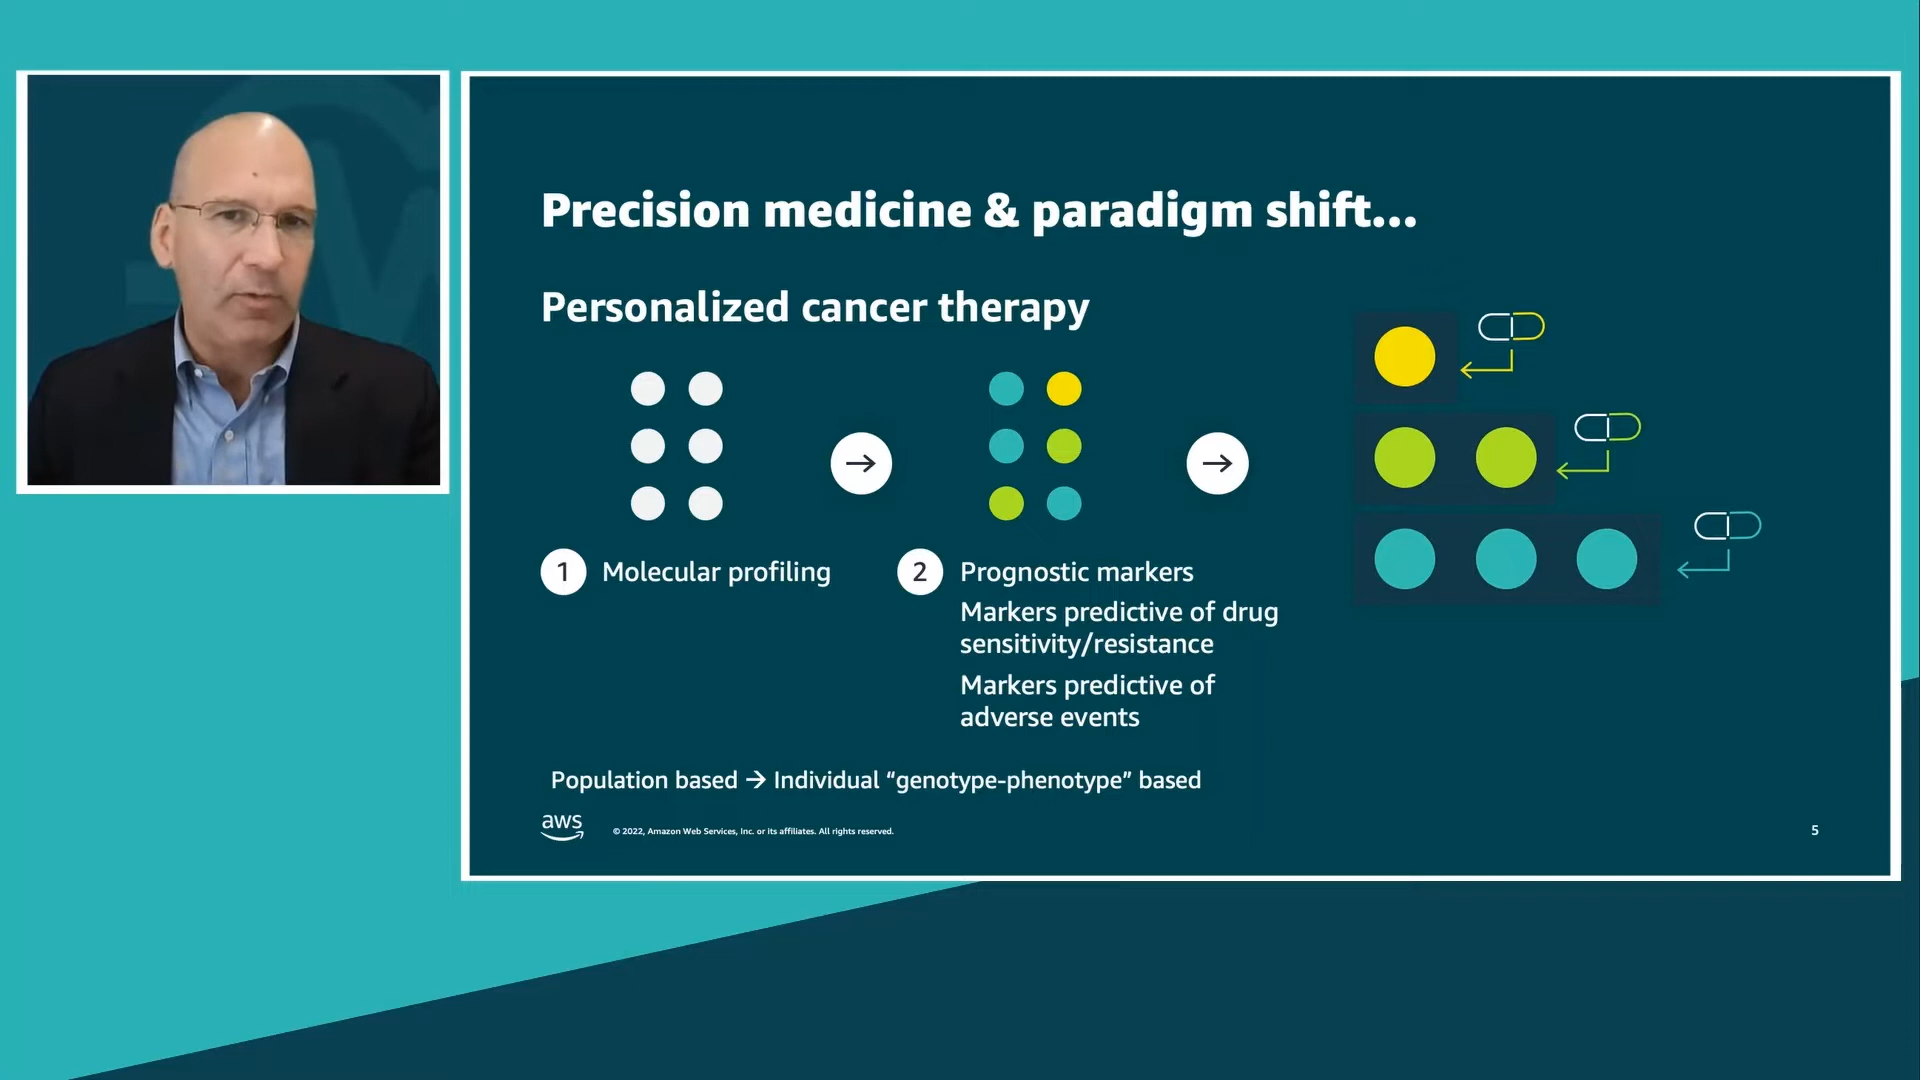 Precision medicine & paradigm shift...
Personalized cancer therapy
1 Molecular profiling
2 Prognostic markers
Markers predictive of drug
sensitivity/resistance
Markers predictive of
adverse events
Population based → Individual “genotype-phenotype” based
aws
© 2022, Amazon Web Services, Inc. or its affiliates. All rights reserved.
5